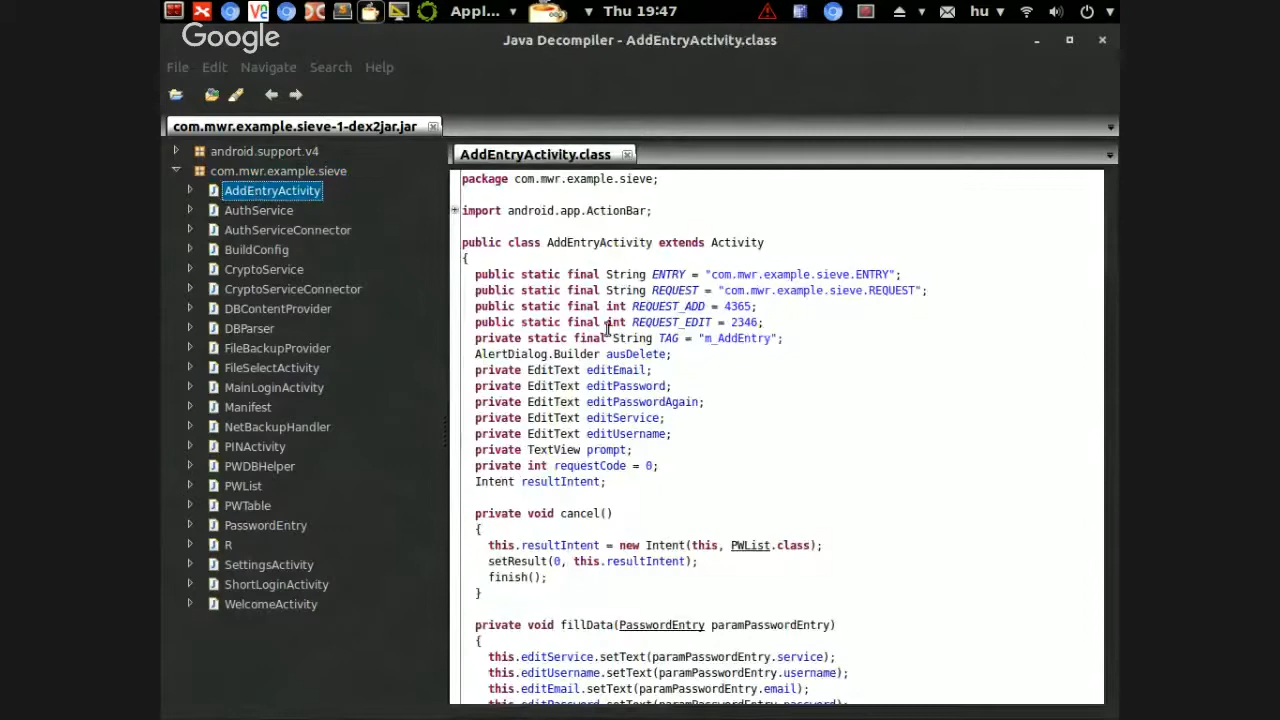 Appl...
Thu 19:47
hu
Google
Java Decompiler - AddEntryActivity.class
File Edit Navigate Search Help
com.mwr.example.sieve-1-dex2jar.jar
android.support.v4
com.mwr.example.sieve
AddEntryActivity
AuthService
AuthServiceConnector
BuildConfig
CryptoService
CryptoServiceConnector
DBContentProvider
DBParser
FileBackupProvider
FileSelectActivity
MainLoginActivity
Manifest
NetBackupHandler
PINActivity
PWDBHelper
PWList
PWTable
PasswordEntry
R
SettingsActivity
ShortLoginActivity
WelcomeActivity
AddEntryActivity.class
package com.mwr.example.sieve;
import android.app.ActionBar;
public class AddEntryActivity extends Activity
{
public static final String ENTRY = "com.mwr.example.sieve.ENTRY";
public static final String REQUEST = "com.mwr.example.sieve.REQUEST";
public static final int REQUEST_ADD = 4365;
public static final int REQUEST_EDIT = 2346;
private static final String TAG = "m_AddEntry";
AlertDialog.Builder ausDelete;
private EditText editEmail;
private EditText editPassword;
private EditText editPasswordAgain;
private EditText editService;
private EditText editUsername;
private TextView prompt;
private int requestCode = 0;
Intent resultIntent;
private void cancel()
{
this.resultIntent = new Intent(this, PWList.class);
setResult(0, this.resultIntent);
finish();
}
private void fillData(PasswordEntry paramPasswordEntry)
{
this.editService.setText(paramPasswordEntry.service);
this.editUsername.setText(paramPasswordEntry.username);
this.editEmail.setText(paramPasswordEntry.email);
this.editPassword.setText(paramPasswordEntry.password);